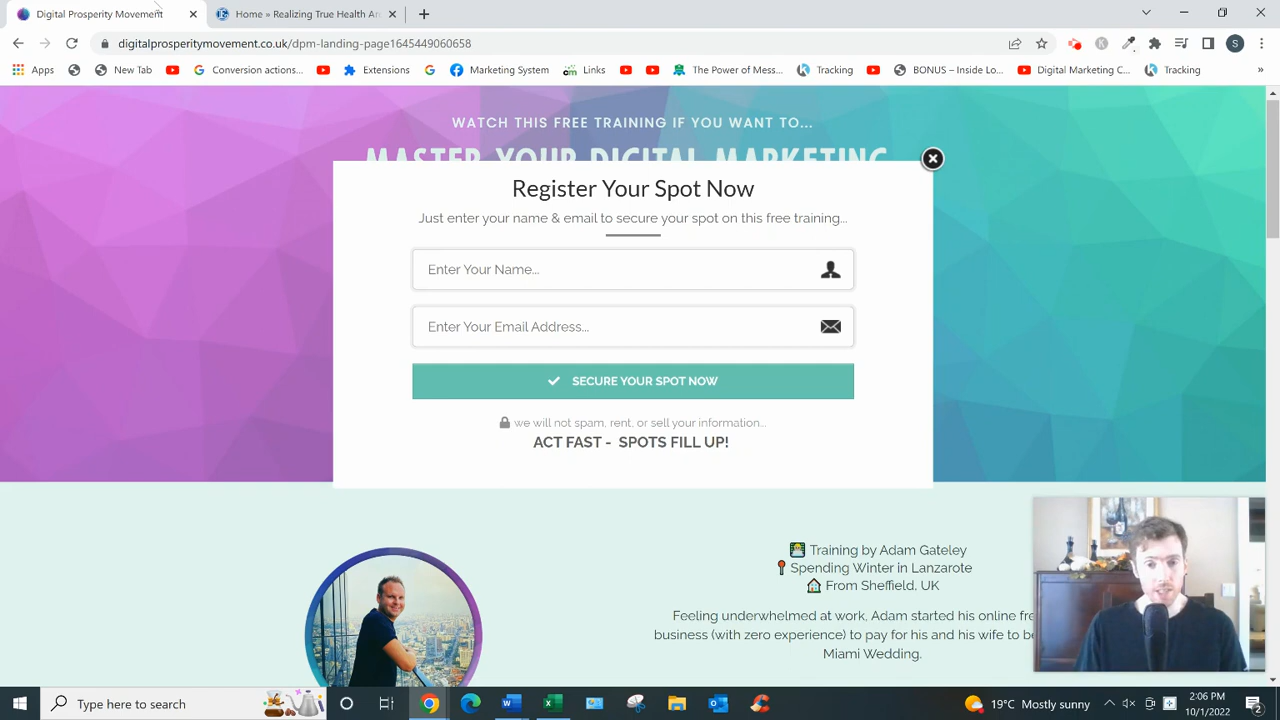 Digital Prosperity Movement
Home » Realizing True Health An
digitalprosperitymovement.co.uk/dpm-landing-page1645449060658
S
Apps
New Tab
Conversion actions...
Extensions
Marketing System
Links
The Power of Mess...
Tracking
BONUS – Inside Lo...
Digital Marketing C...
Tracking
»
WATCH THIS FREE TRAINING IF YOU WANT TO...
MASTER YOUR DIGITAL MARKETING
Register Your Spot Now
Just enter your name & email to secure your spot on this free training...
Enter Your Name...
Enter Your Email Address...
SECURE YOUR SPOT NOW
we will not spam, rent, or sell your information...
ACT FAST - SPOTS FILL UP!
Training by Adam Gateley
Spending Winter in Lanzarote
From Sheffield, UK
Feeling underwhelmed at work, Adam started his online fre
business (with zero experience) to pay for his and his wife to be
Miami Wedding.
Type here to search
19°C Mostly sunny
2:06 PM
10/1/2022
2